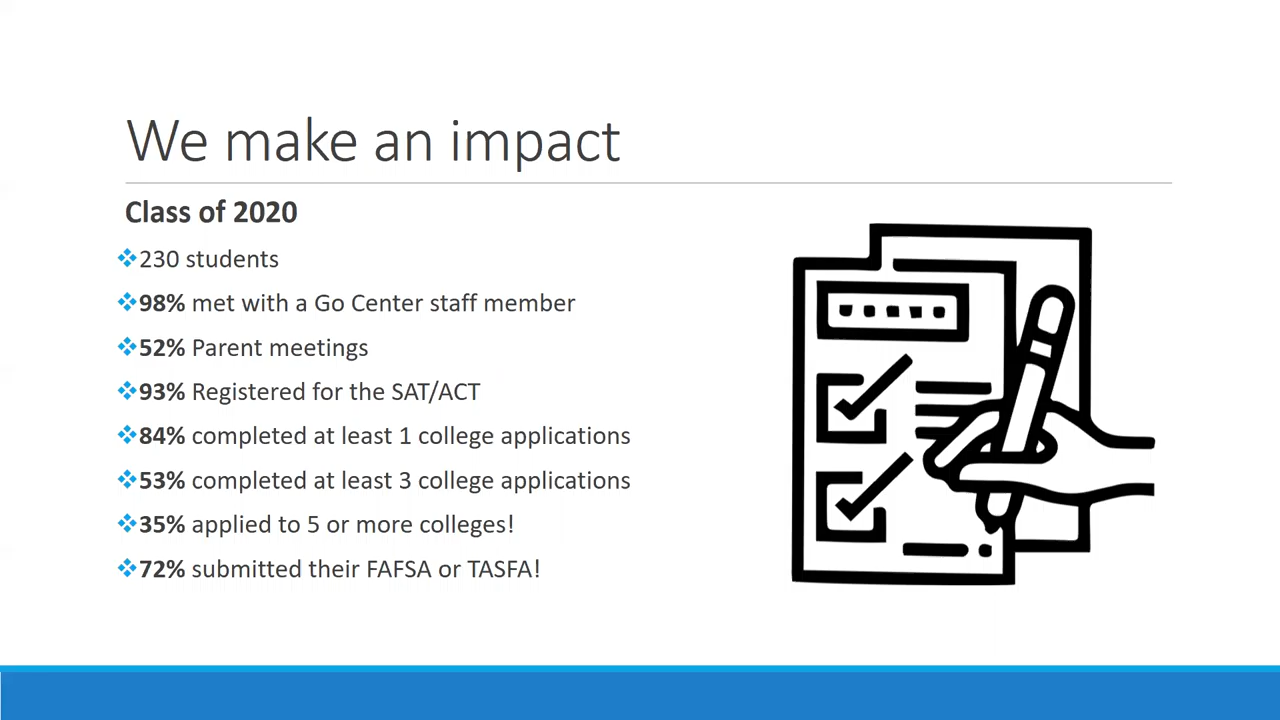 We make an impact
Class of 2020
230 students
98% met with a Go Center staff member
52% Parent meetings
93% Registered for the SAT/ACT
84% completed at least 1 college applications
53% completed at least 3 college applications
35% applied to 5 or more colleges!
72% submitted their FAFSA or TASFA!